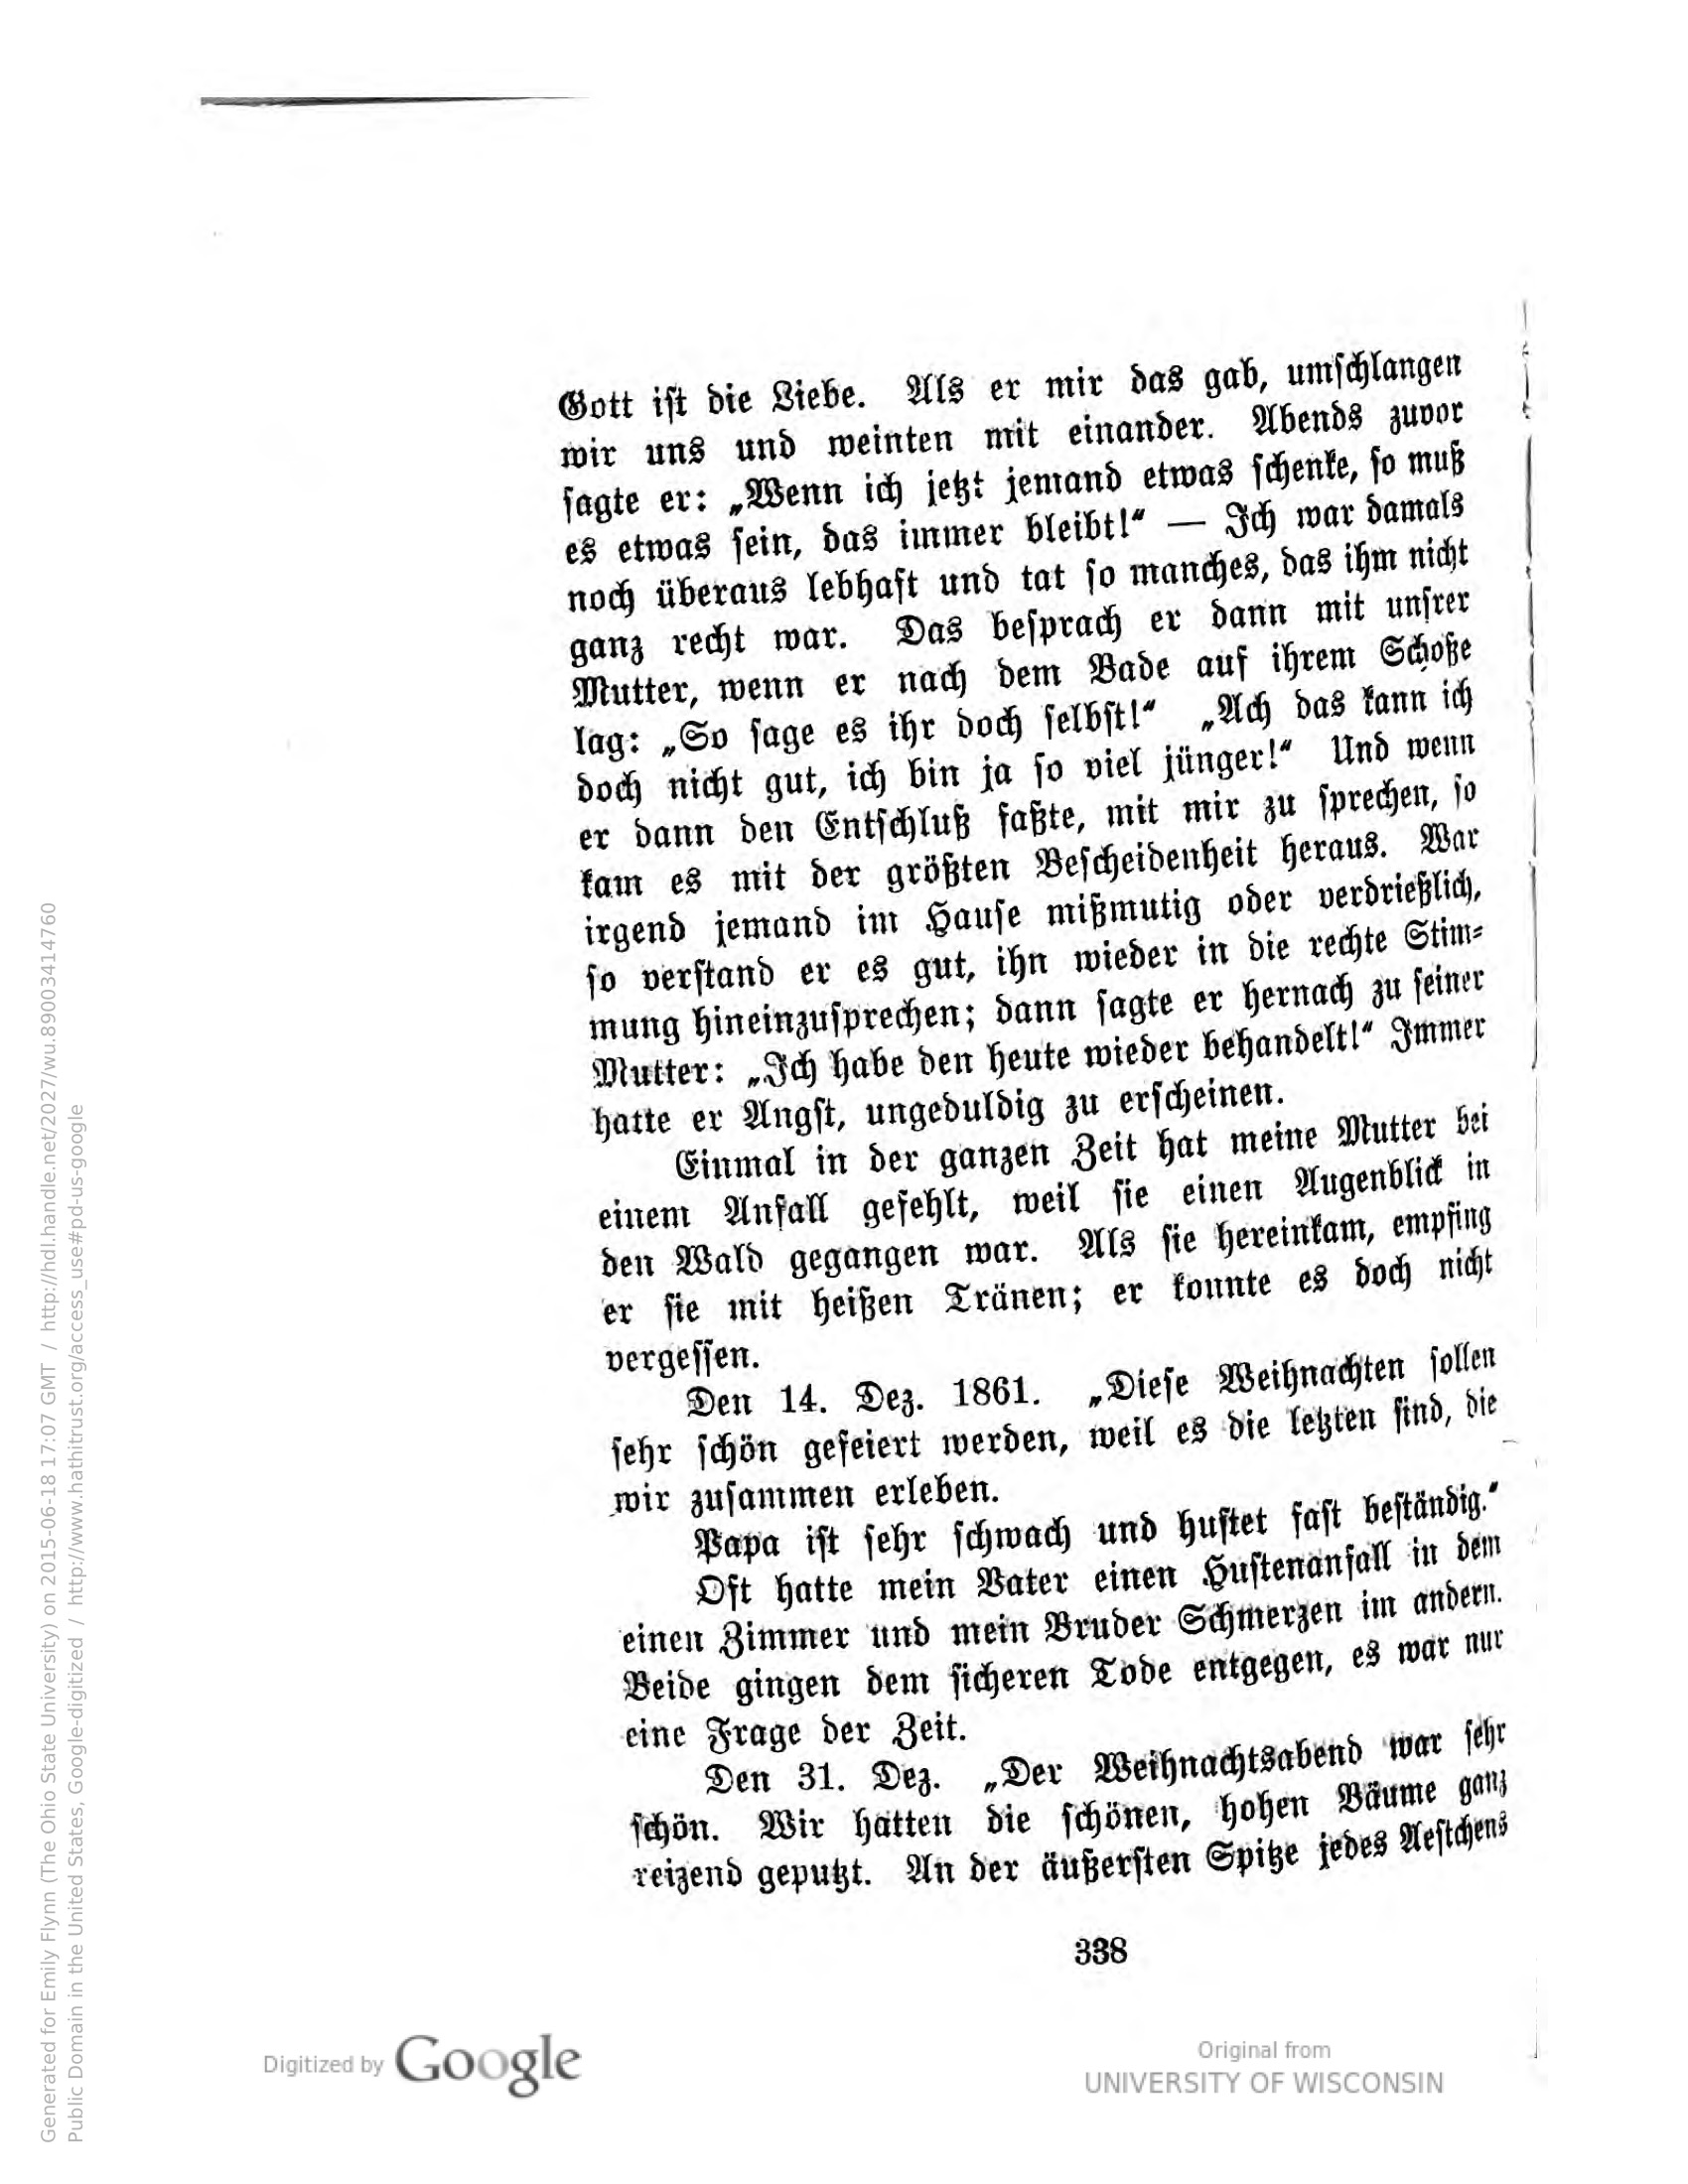 Gott ist die Liebe. Als er mir das gab, umschlangen
wir uns und weinten mit einander. Abends zuvor
sagte er: „Wenn ich jetzt jemand etwas schenke, so muß
es etwas sein, das immer bleibt!“ — Ich war damals
noch überaus lebhaft und tat so manches, das ihm nicht
ganz recht war. Das besprach er dann mit unsrer
Mutter, wenn er nach dem Bade auf ihrem Schoße
lag: „So sage es ihr doch selbst!“ „Ach das kann ich
doch nicht gut, ich bin ja so viel jünger!“ Und wenn
er dann den Entschluß faßte, mit mir zu sprechen, so
kam es mit der größten Bescheidenheit heraus. War
irgend jemand im Hause mißmutig oder verdrießlich,
so verstand er es gut, ihn wieder in die rechte Stim-
mung hineinzusprechen; dann sagte er hernach zu seiner
Mutter: „Ich habe den heute wieder behandelt!“ Immer
hatte er Angst, ungeduldig zu erscheinen.
Einmal in der ganzen Zeit hat meine Mutter bei
einem Anfall gefehlt, weil sie einen Augenblick in
den Wald gegangen war. Als sie hereinkam, empfing
er sie mit heißen Tränen; er konnte es doch nicht
vergessen.
Den 14. Dez. 1861. „Diese Weihnachten sollen
sehr schön gefeiert werden, weil es die letzten sind, die
wir zusammen erleben.
Papa ist sehr schwach und hustet fast beständig.“
Oft hatte mein Vater einen Hustenanfall in dem
einen Zimmer und mein Bruder Schmerzen im andern.
Beide gingen dem sicheren Tode entgegen, es war nur
eine Frage der Zeit.
Den 31. Dez. „Der Weihnachtsabend war sehr
schön. Wir hatten die schönen, hohen Bäume ganz
reizend geputzt. An der äußersten Spitze jedes Aestchens
338
Digitized by Google
Original from
UNIVERSITY OF WISCONSIN
Generated for Emily Flynn (The Ohio State University) on 2015-06-18 17:07 GMT / http://hdl.handle.net/2027/wu.89003414760
Public Domain in the United States, Google-digitized / http://www.hathitrust.org/access_use#pd-us-google